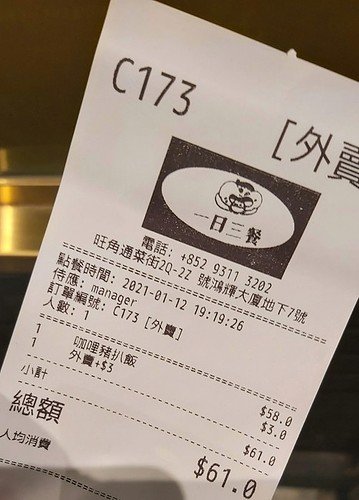 C173
[外賣
一日三餐
電話: +852 9311 3202
旺角通菜街2Q-2Z 號鴻輝大廈地下7號
點餐時間: 2021-01-12 19:19:26
侍應: manager
訂單編號: C173 [外賣]
人數: 1
1 咖哩豬扒飯 $58.0
1 外賣+$3 $3.0
小計 $61.0
總額 $61.0
人均消費